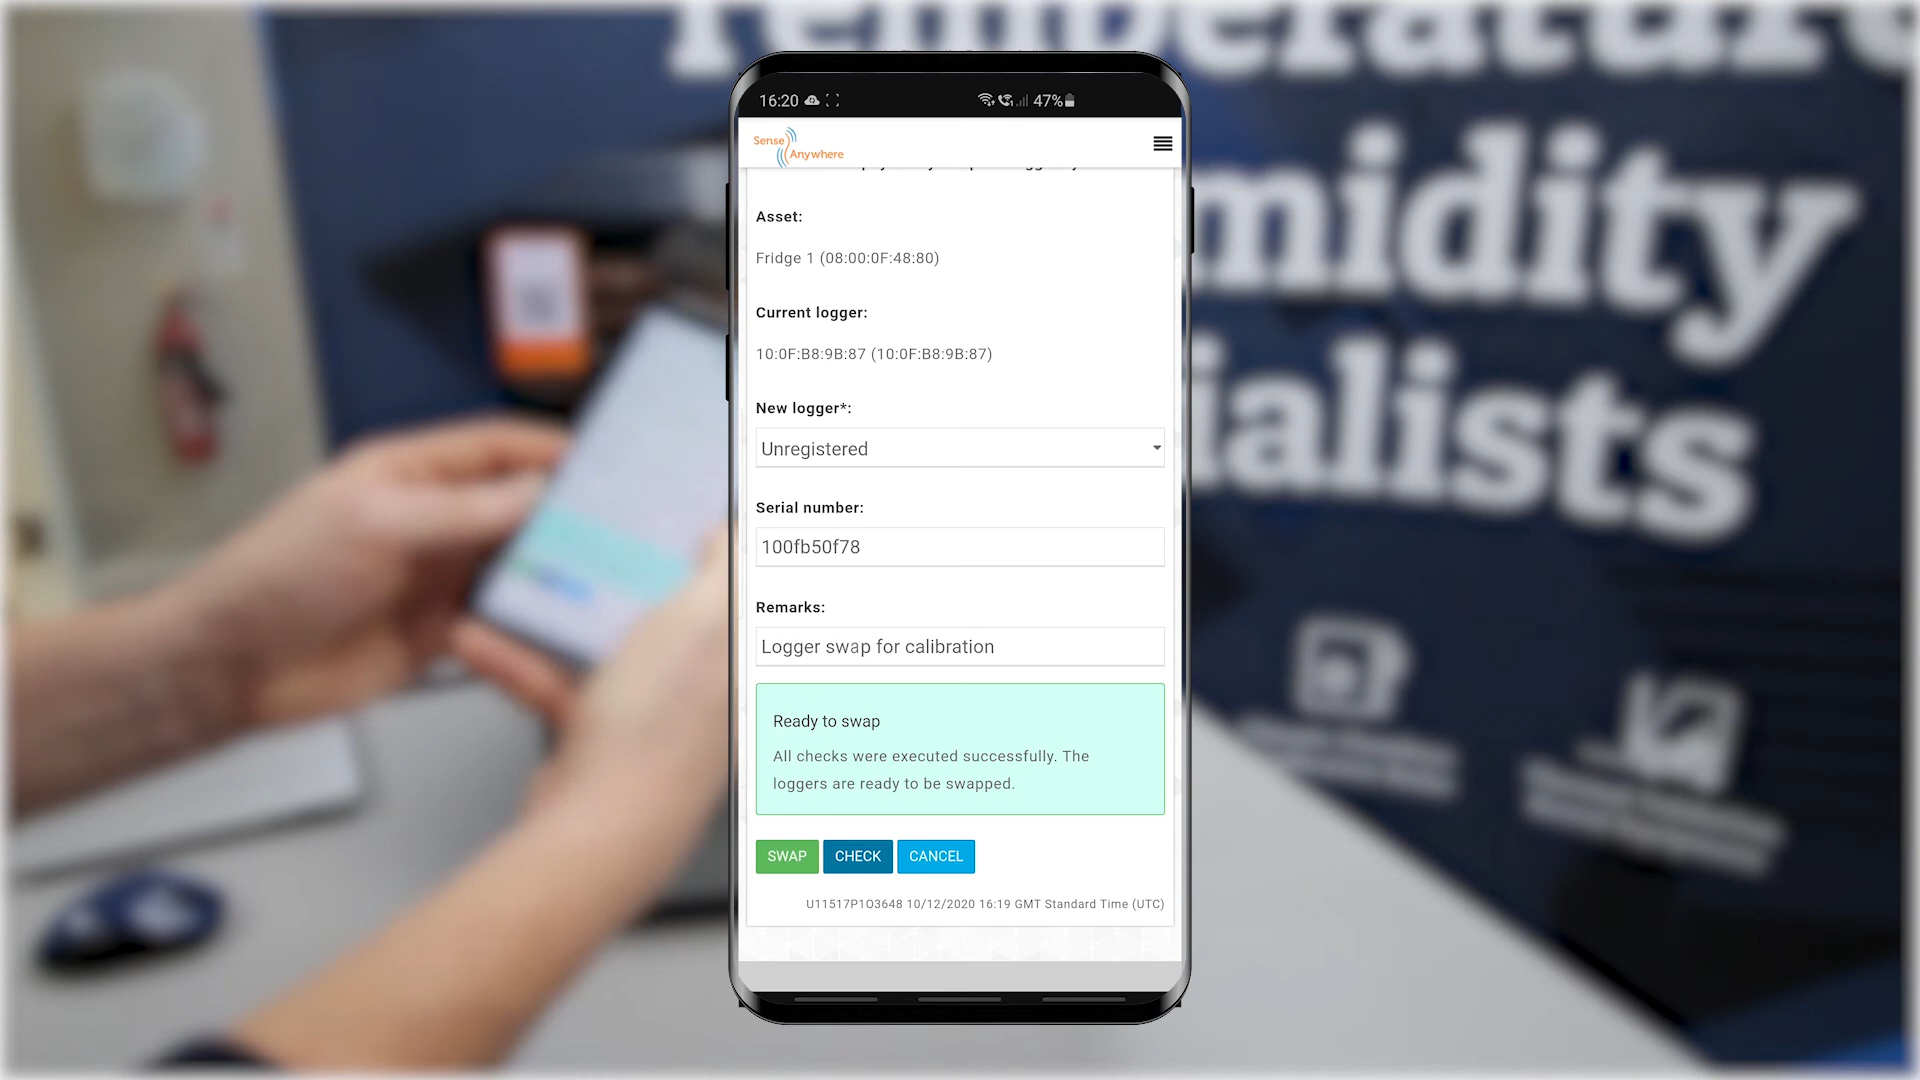 Temperature
midity
ialists
16:20
47%
Sense
Anywhere
Asset:
Fridge 1 (08:00:0F:48:80)
Current logger:
10:0F:B8:9B:87 (10:0F:B8:9B:87)
New logger*:
Unregistered
Serial number:
100fb50f78
Remarks:
Logger swap for calibration
Ready to swap
All checks were executed successfully. The
loggers are ready to be swapped.
SWAP
CHECK
CANCEL
U11517P1O3648 10/12/2020 16:19 GMT Standard Time (UTC)